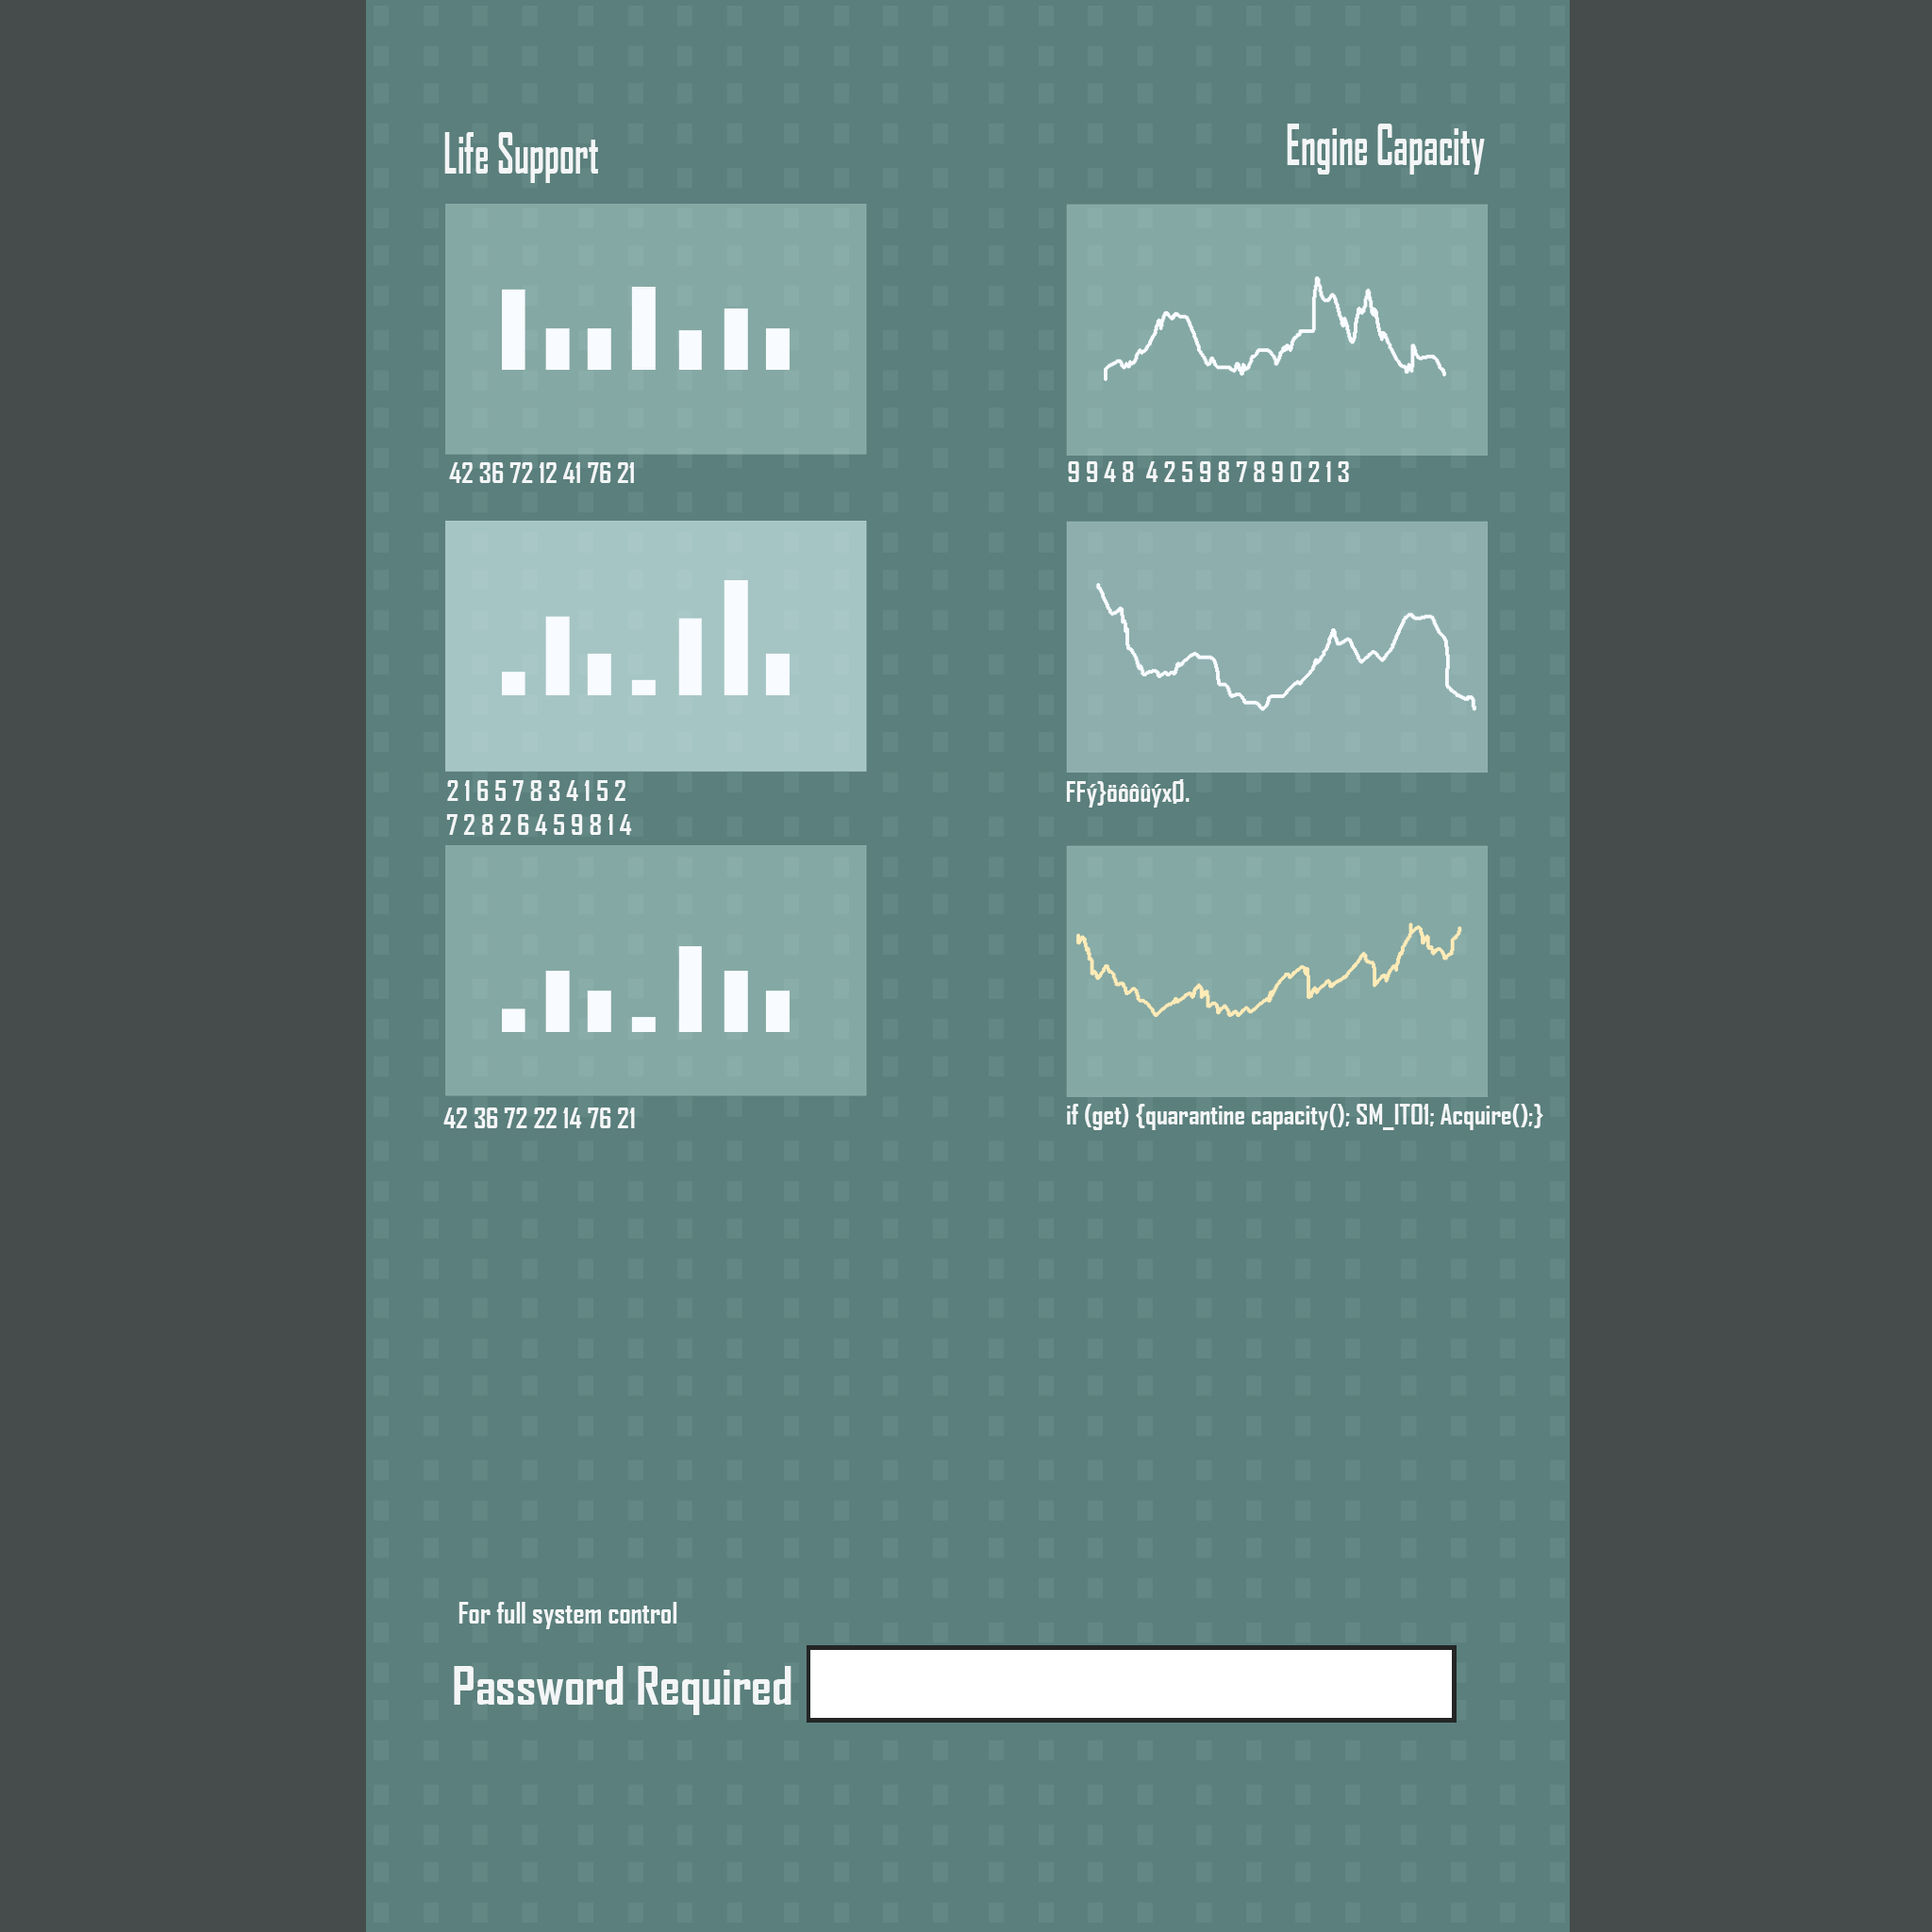 Life Support
Engine Capacity
42 36 72 12 41 76 21
9 9 4 8 4 2 5 9 8 7 8 9 0 2 1 3
2 1 6 5 7 8 3 4 1 5 2
7 2 8 2 6 4 5 9 8 1 4
42 36 72 22 14 76 21
if (get) {quarantine capacity(); SM_IT01; Acquire();}
For full system control
Password Required